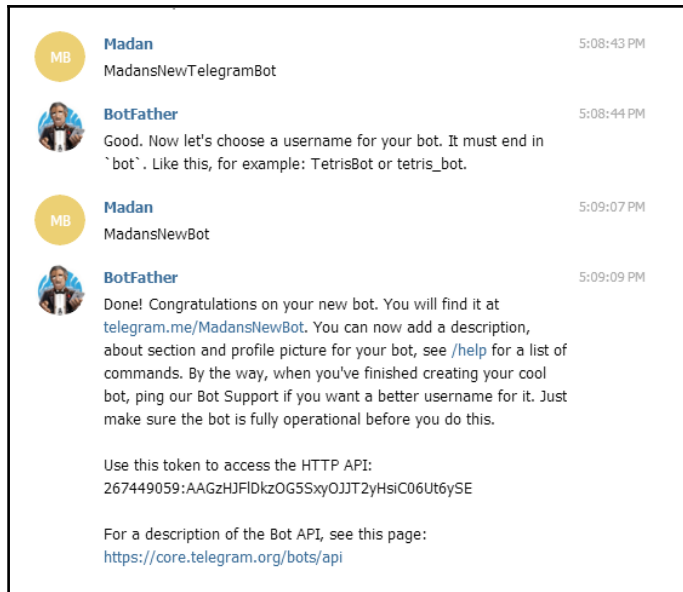 MB
Madan 5:08:43 PM
MadansNewTelegramBot
BotFather 5:08:44 PM
Good. Now let's choose a username for your bot. It must end in
`bot`. Like this, for example: TetrisBot or tetris_bot.
MB
Madan 5:09:07 PM
MadansNewBot
BotFather 5:09:09 PM
Done! Congratulations on your new bot. You will find it at
telegram.me/MadansNewBot. You can now add a description,
about section and profile picture for your bot, see /help for a list of
commands. By the way, when you've finished creating your cool
bot, ping our Bot Support if you want a better username for it. Just
make sure the bot is fully operational before you do this.
Use this token to access the HTTP API:
267449059:AAGzHJFlDkzOG5SxyOJJT2yHsiC06Ut6ySE
For a description of the Bot API, see this page:
https://core.telegram.org/bots/api